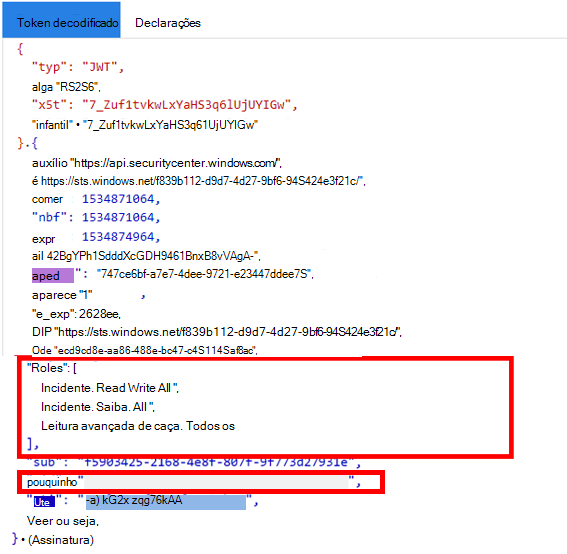 Token decodificado
Declarações
{
"typ": "JWT",
alga "RS2S6",
"x5t": "7_Zuf1tvkwLxYaHS3q6lUjUYIGw",
"infantil" • "7_Zuf1tvkwLxYaHS3q61UjUYIGw"
}.{
auxílio "https://api.securitycenter.windows.com/",
é https://sts.windows.net/f839b112-d9d7-4d27-9bf6-94S424e3f21c/",
comer 1534871064,
"nbf": 1534871064,
expr 1534874964,
ail 42BgYPh1SdddXcGDH9461BnxB8vVAgA-",
aped ": "747ce6bf-a7e7-4dee-9721-e23447ddee7S",
aparece "1" ,
"e_exp": 2628ee,
DIP "https://sts.windows.net/f839b112-d9d7-4d27-9bf6-94S424e3f21c/",
Ode "ecd9cd8e-aa86-488e-bc47-c4S114Saf8ac",
"Roles": [
Incidente. Read Write All ",
Incidente. Saiba. All ",
Leitura avançada de caça. Todos os
],
"sub": "f5903425-2168-4e8f-807f-9f773d27931e",
pouquinho" ",
"Ute ": "-a) kG2x zqg76kAA ",
Veer ou seja,
} • (Assinatura)